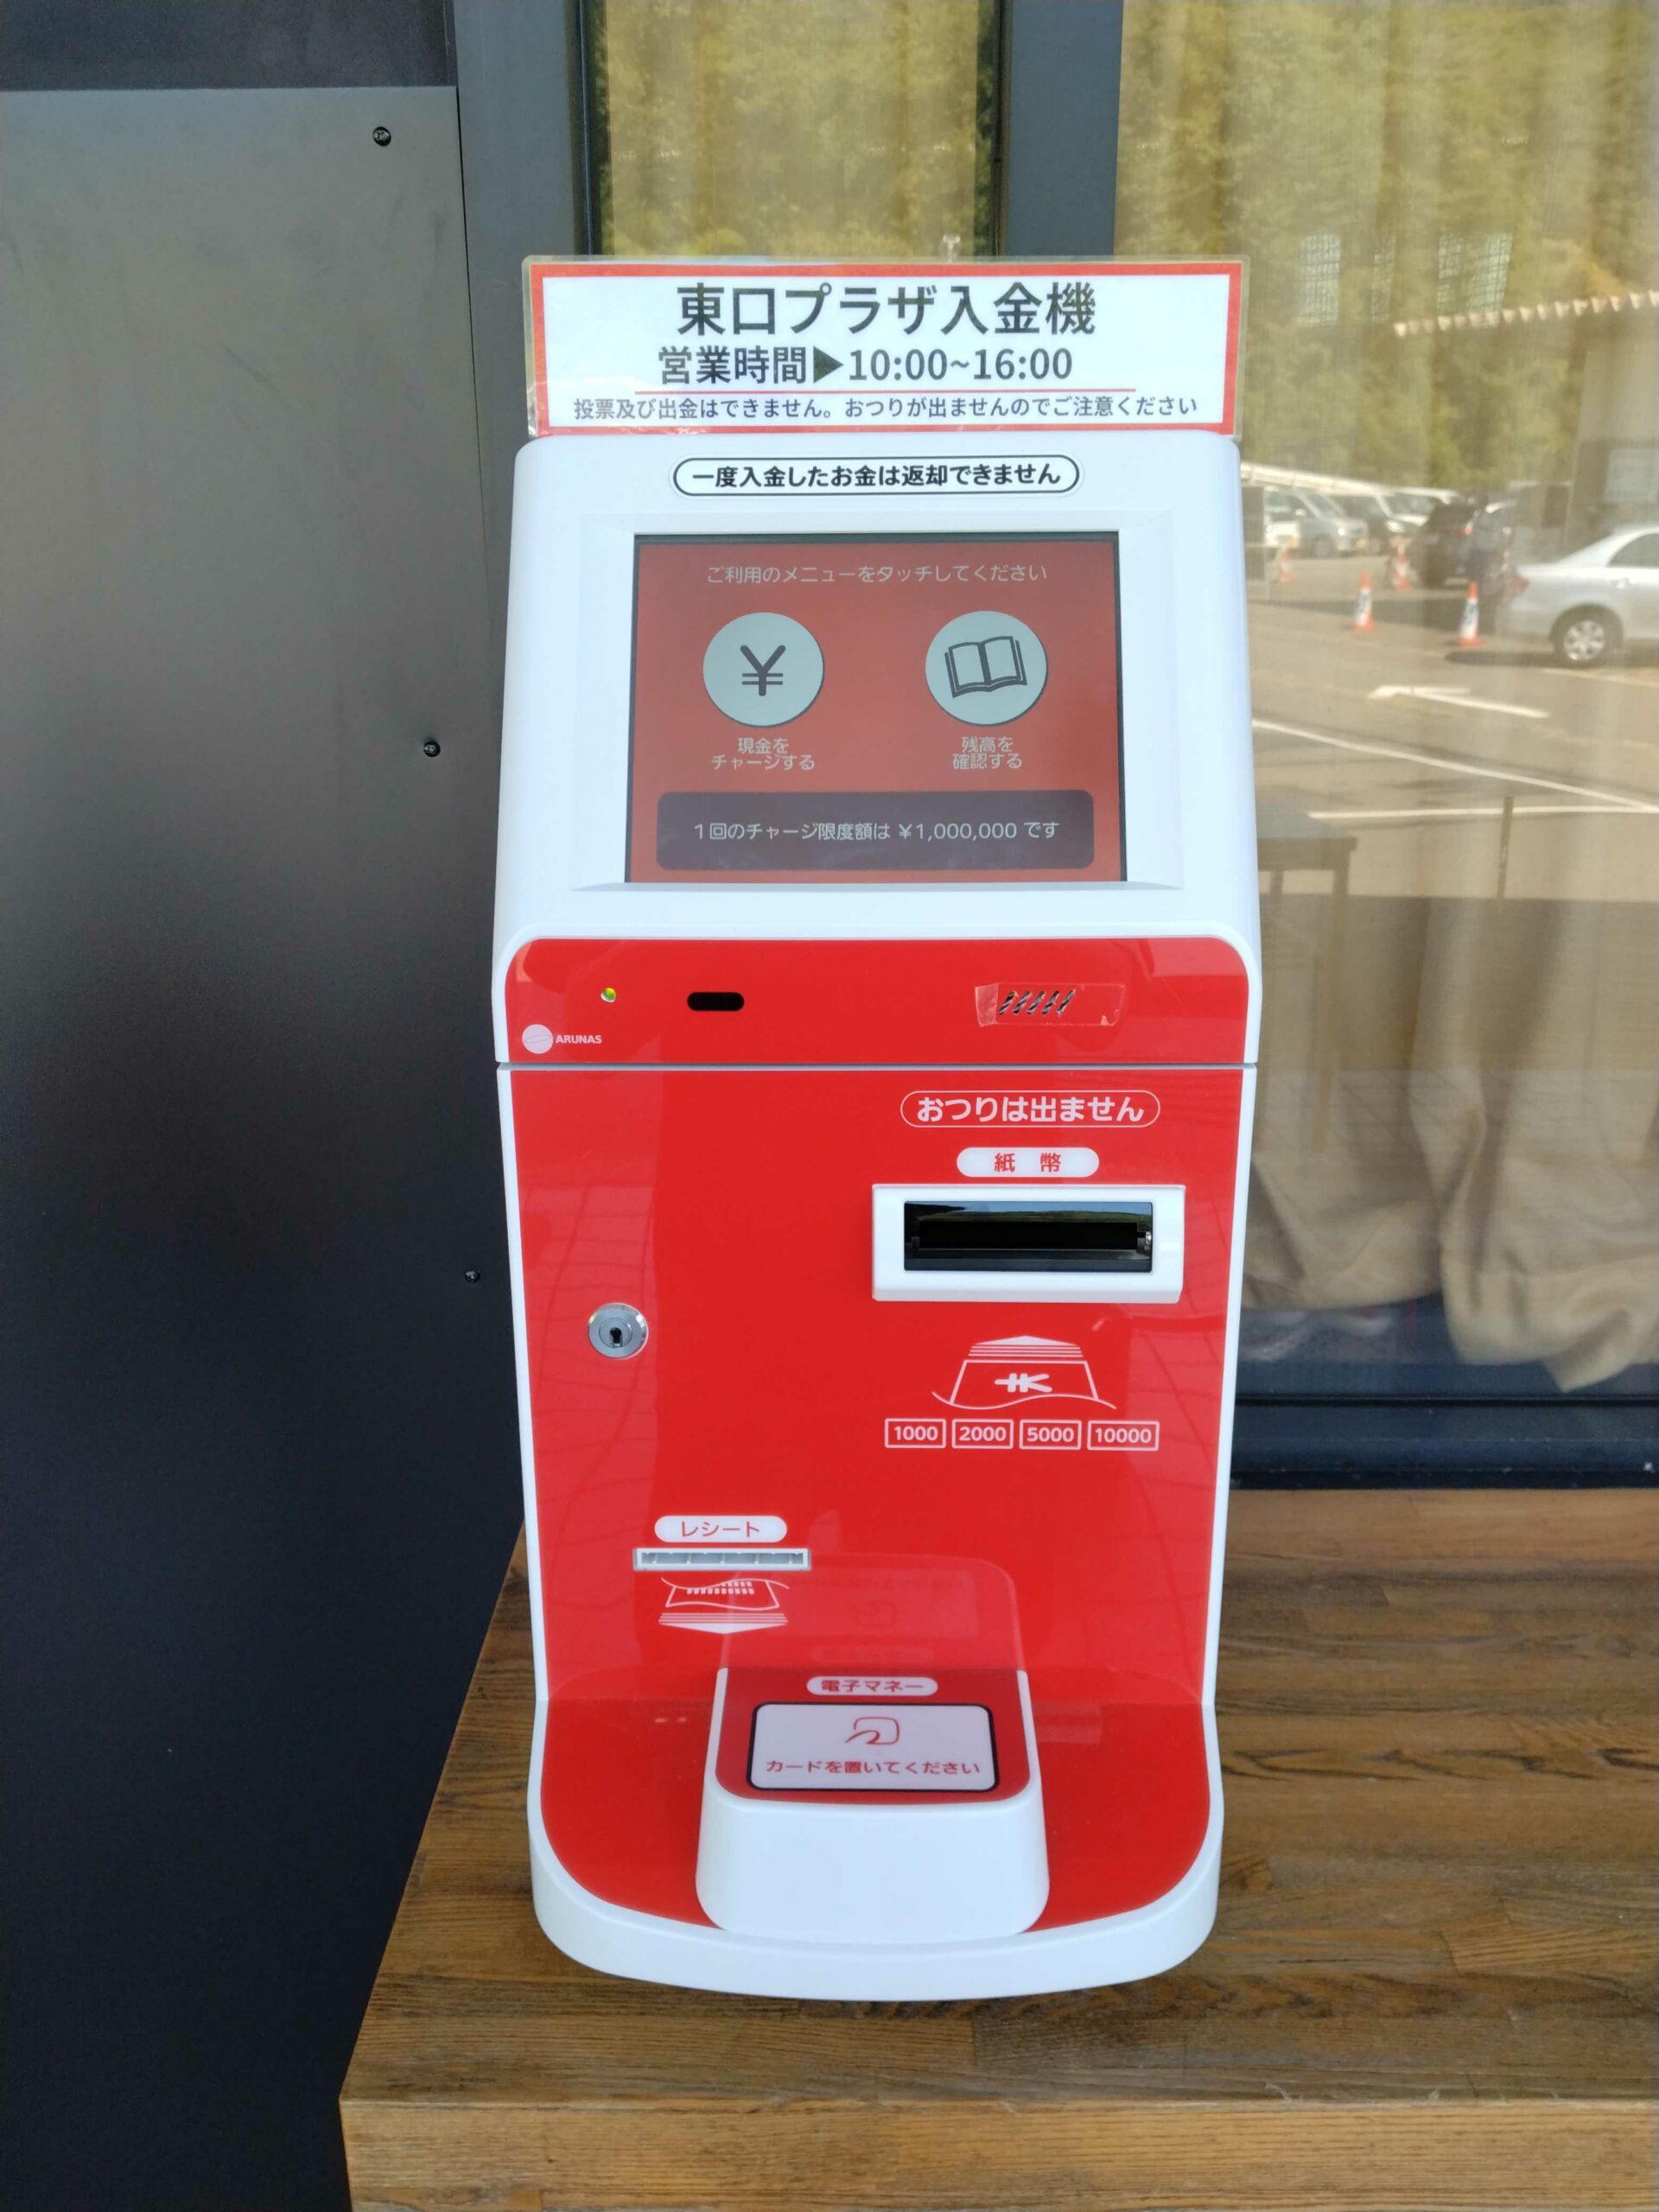 東口プラザ入金機
営業時間▶10:00~16:00
投票及び出金はできません。おつりが出ませんのでご注意ください
一度入金したお金は返却できません
ご利用のメニューをタッチしてください
¥
現金を
チャージする
残高を
確認する
1回のチャージ限度額は ¥1,000,000 です
ARUNAS
おつりは出ません
紙 幣
¥
1000 2000 5000 10000
レシート
電子マネー
カードを置いてください